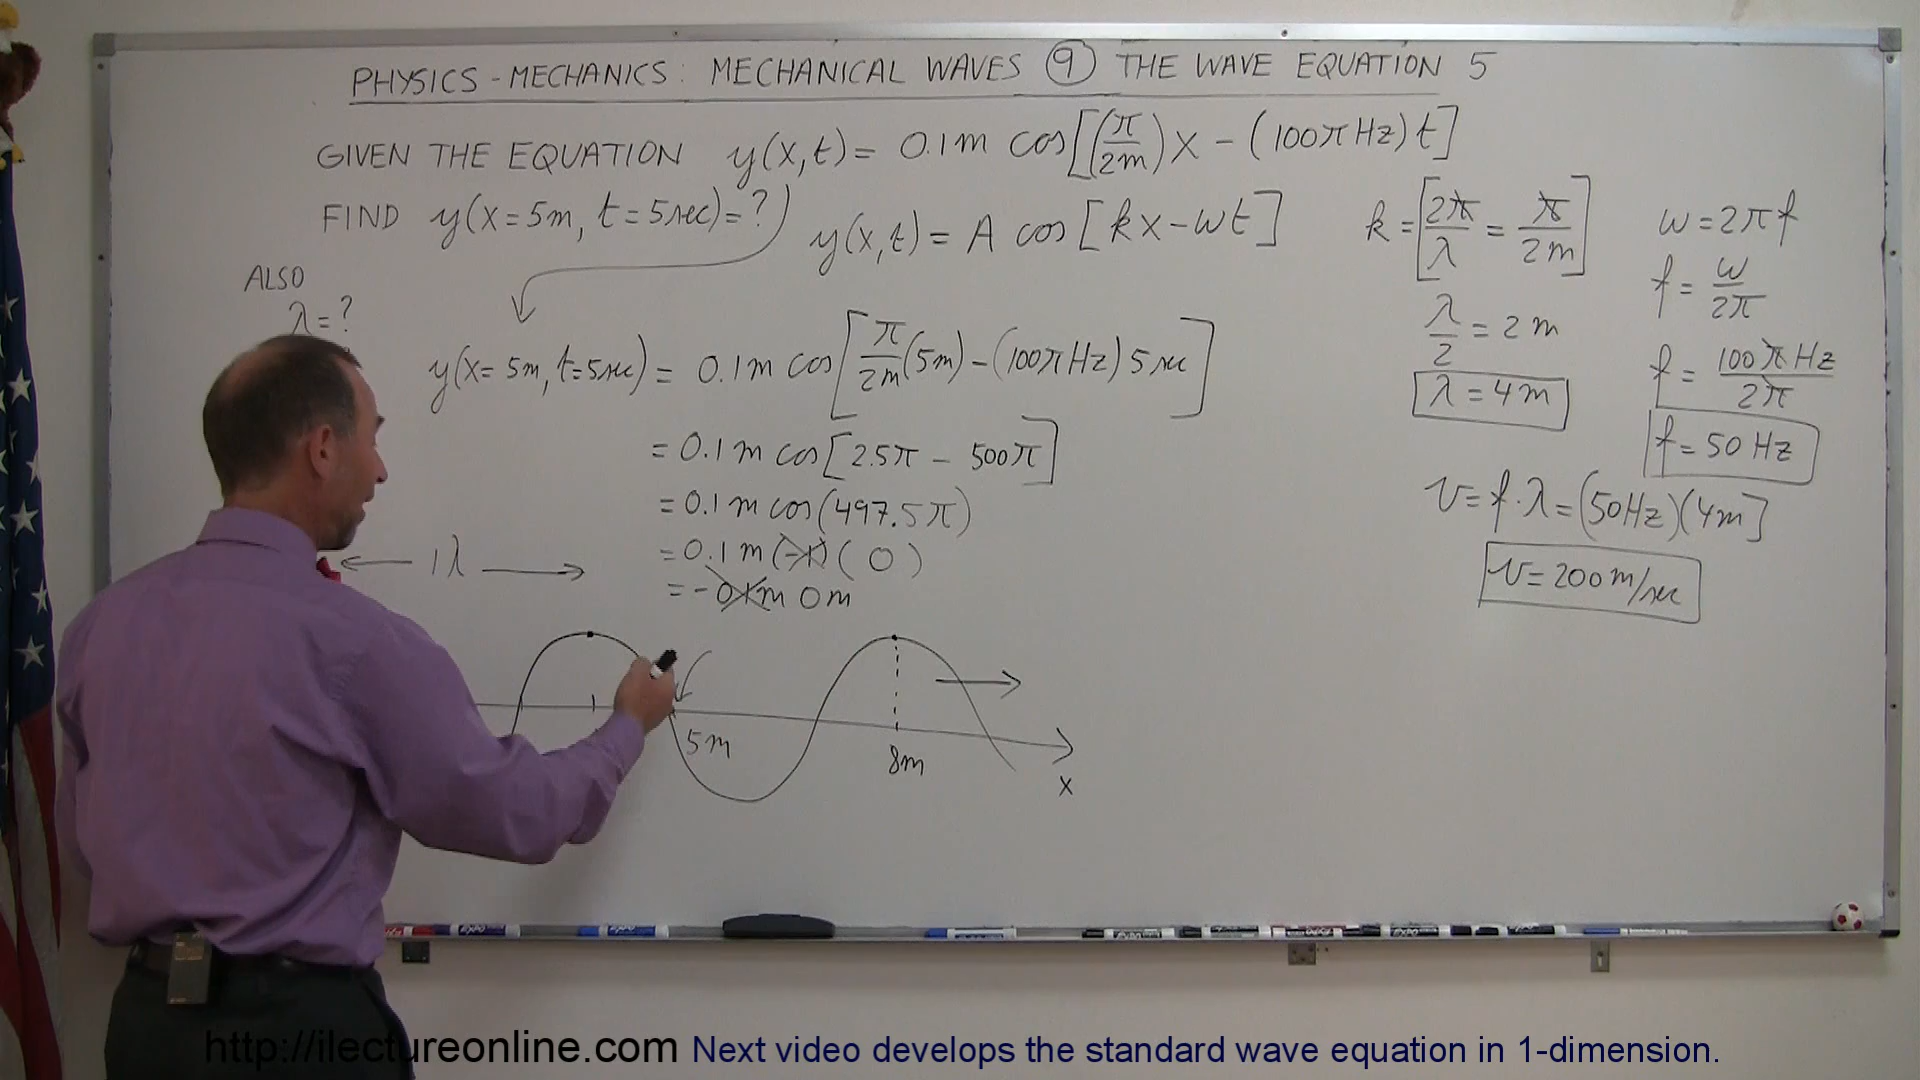 PHYSICS - MECHANICS: MECHANICAL WAVES ⑨ THE WAVE EQUATION 5
GIVEN THE EQUATION y(x,t) = 0.1m cos[(π/2m)x - (100π Hz)t]
FIND y(x=5m, t=5sec)=?
y(x,t) = A cos[kx-ωt]
ALSO
λ=?
y(x=5m, t=5sec) = 0.1m cos[π/2m(5m)-(100π Hz)5sec]
= 0.1m cos[2.5π - 500π]
= 0.1m cos(497.5π)
= 0.1m(-1)(0)
= -0.1m 0m
1λ
5m
8m
x
k = [2π/λ = π/2m]
λ/2 = 2m
λ = 4m
ω=2πf
f = ω/2π
f = 100π Hz/2π
f = 50 Hz
v = f·λ = (50Hz)(4m]
v = 200m/sec
EXPO
http://ilectureonline.com Next video develops the standard wave equation in 1-dimension.